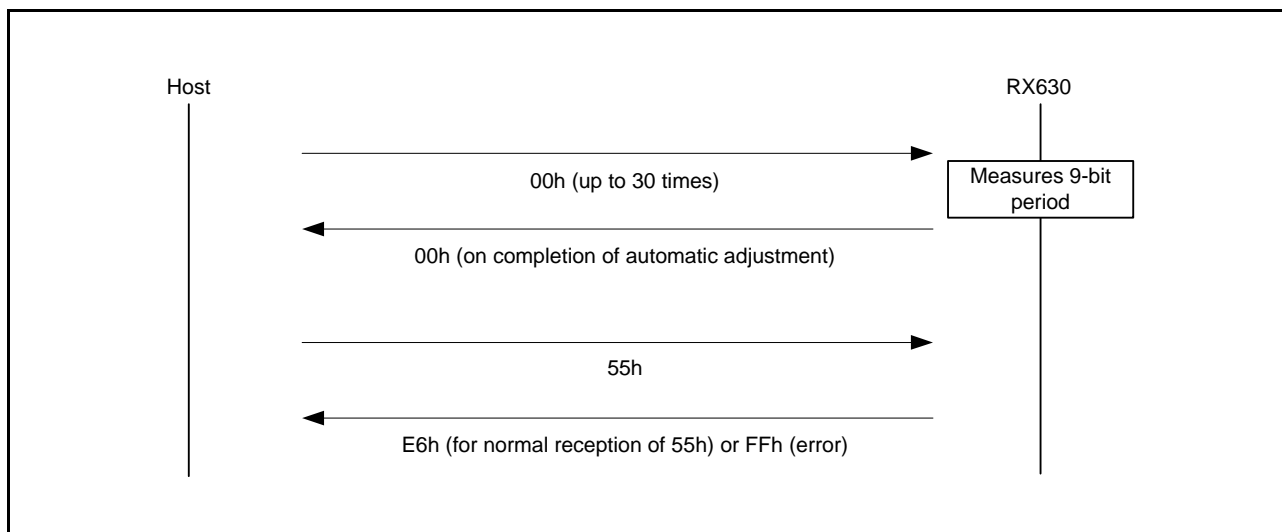 Host
RX630
00h (up to 30 times)
Measures 9-bit
period
00h (on completion of automatic adjustment)
55h
E6h (for normal reception of 55h) or FFh (error)